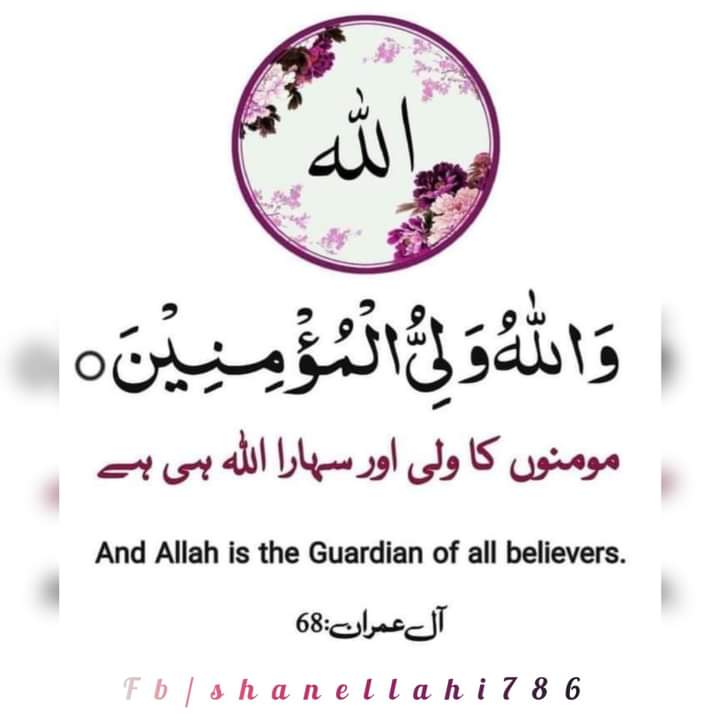 الله
وَاللّٰهُ وَلِيُّ الْمُؤْمِنِيْنَ○
مومنوں کا ولی اور سہارا اللہ ہی ہے
And Allah is the Guardian of all believers.
آلِ عمران:68
Fb/shanellahi786